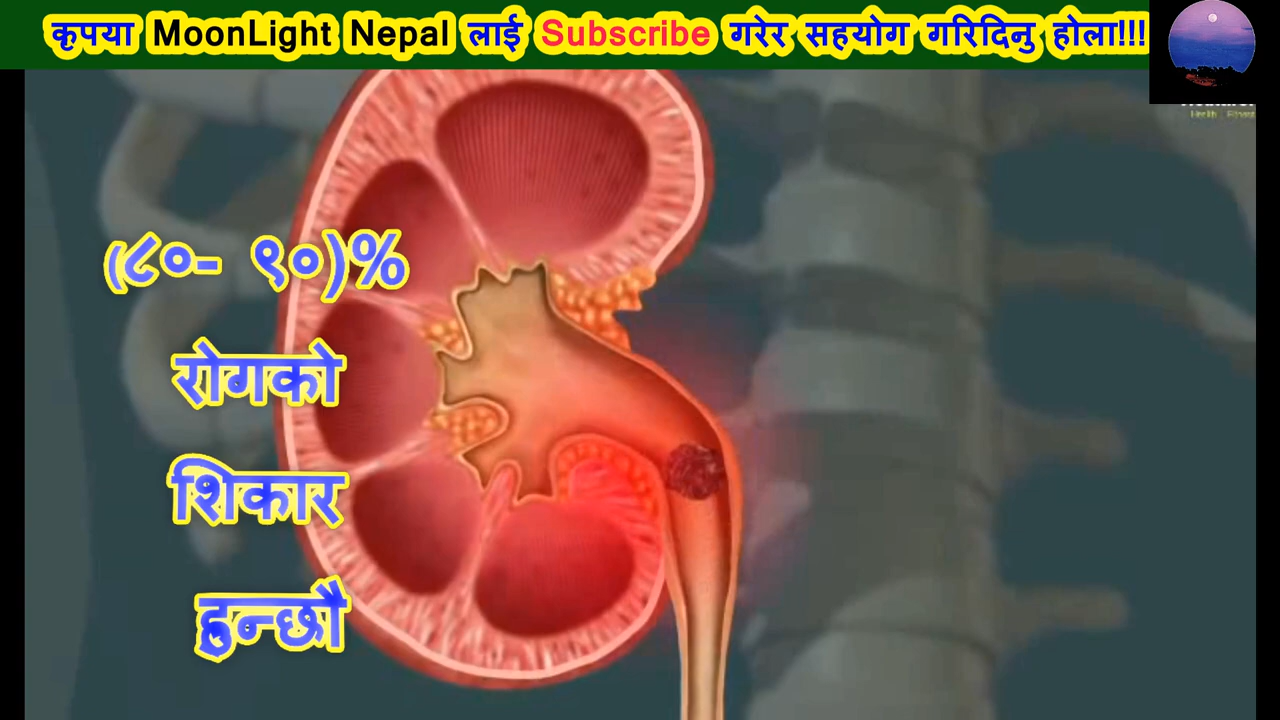 कृपया MoonLight Nepal लाई Subscribe गरेर सहयोग गरिदिनु होला!!!
(८०- ९०)%
रोगको
शिकार
हुन्छौ